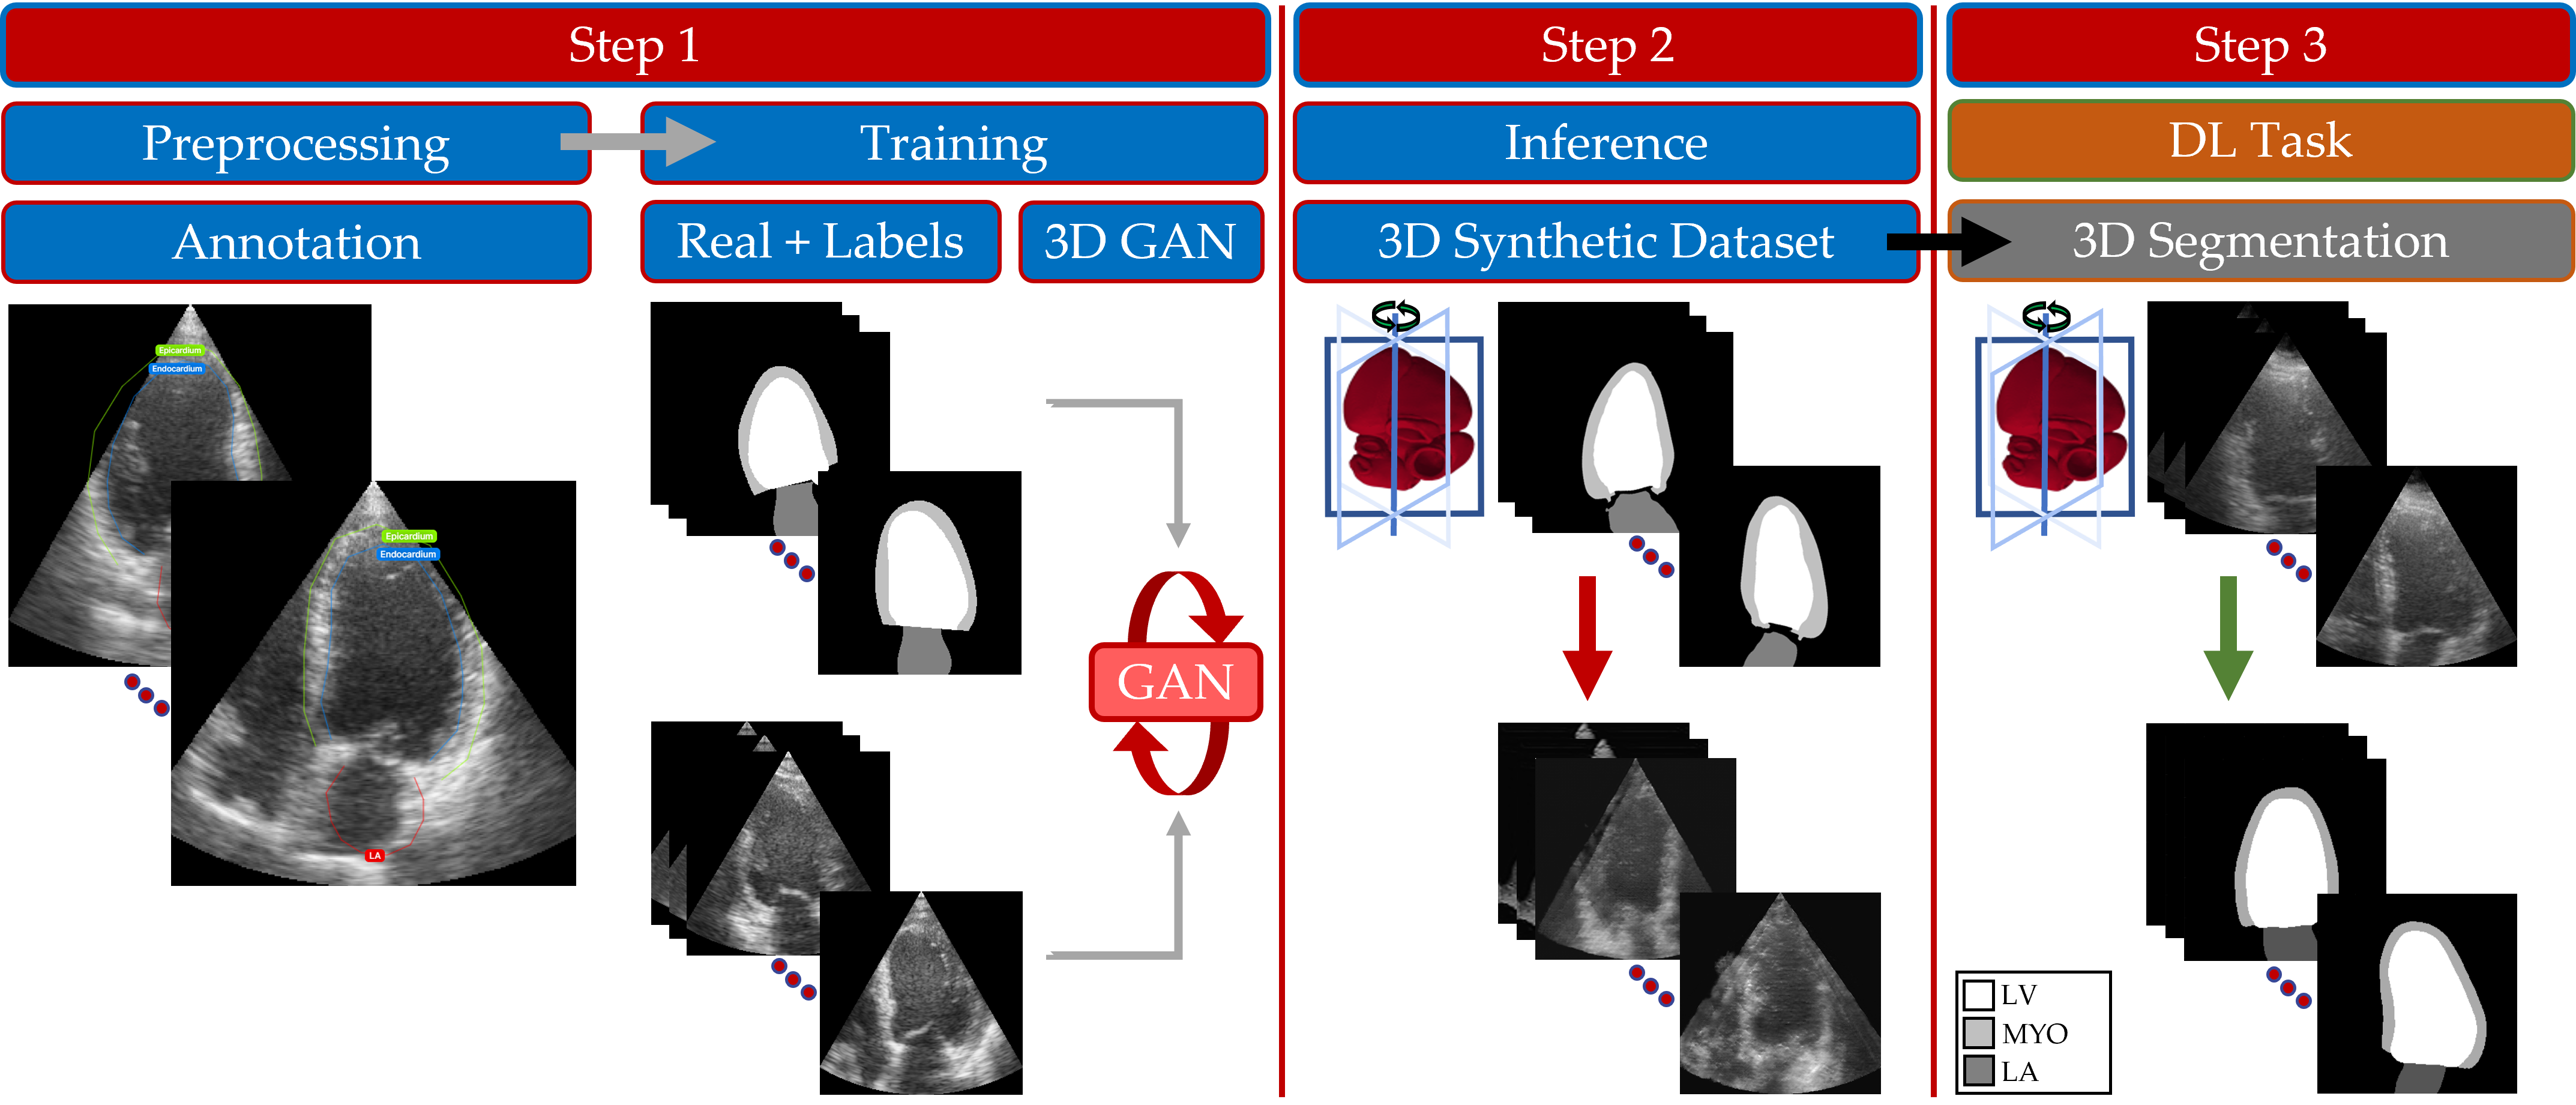 Step 1
Step 2
Step 3
Preprocessing
Training
Inference
DL Task
Annotation
Real + Labels
3D GAN
3D Synthetic Dataset
3D Segmentation
Epicardium
Endocardium
Epicardium
Endocardium
LA
GAN
LV
MYO
LA